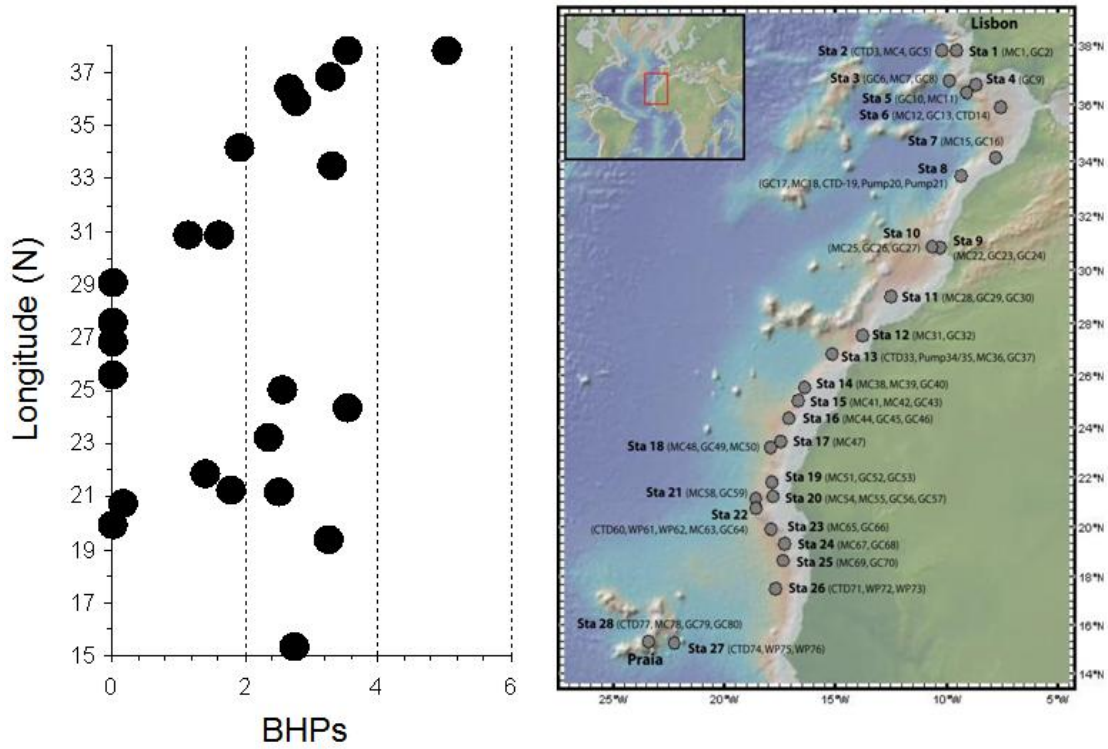 37
35
33
31
29
27
25
23
21
19
17
15
Longitude (N)
0 2 4 6
BHPs
Lisbon
Sta 2 (CTD3, MC4, GC5)
Sta 1 (MC1, GC2)
Sta 3 (GC6, MC7, GC8)
Sta 4 (GC9)
Sta 5 (GC10, MC11)
Sta 6 (MC12, GC13, CTD14)
Sta 7 (MC15, GC16)
Sta 8
(GC17, MC18, CTD-19, Pump20, Pump21)
Sta 10
(MC25, GC26, GC27)
Sta 9
(MC22, GC23, GC24)
Sta 11 (MC28, GC29, GC30)
Sta 12 (MC31, GC32)
Sta 13 (CTD33, Pump34/35, MC36, GC37)
Sta 14 (MC38, MC39, GC40)
Sta 15 (MC41, MC42, GC43)
Sta 16 (MC44, GC45, GC46)
Sta 18 (MC48, GC49, MC50)
Sta 17 (MC47)
Sta 19 (MC51, GC52, GC53)
Sta 21 (MC58, GC59)
Sta 20 (MC54, MC55, GC56, GC57)
Sta 22
(CTD60, WP61, WP62, MC63, GC64)
Sta 23 (MC65, GC66)
Sta 24 (MC67, GC68)
Sta 25 (MC69, GC70)
Sta 26 (CTD71, WP72, WP73)
Sta 28 (CTD77, MC78, GC79, GC80)
Sta 27 (CTD74, WP75, WP76)
Praia
38°N
36°N
34°N
32°N
30°N
28°N
26°N
24°N
22°N
20°N
18°N
16°N
14°N
25°W 20°W 15°W 10°W 5°W